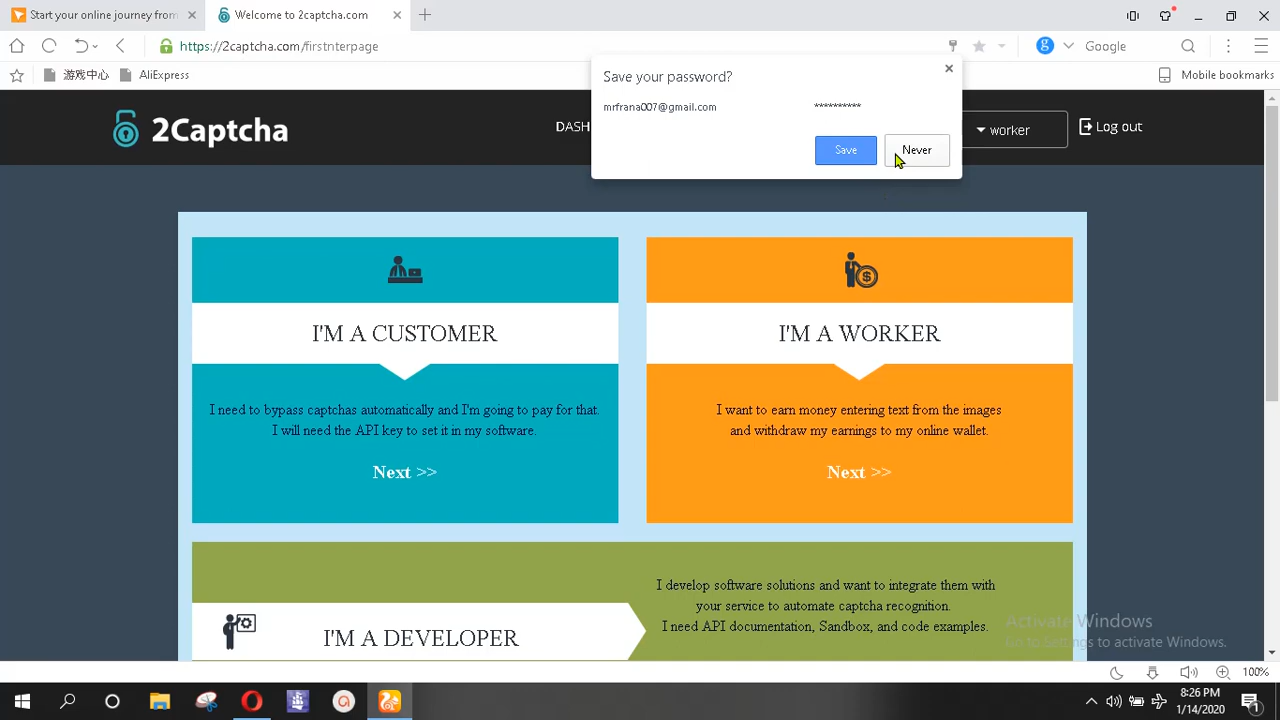 Start your online journey from
Welcome to 2captcha.com
https://2captcha.com/firstnterpage
Google
游戏中心
AliExpress
Mobile bookmarks
Save your password?
mrfrana007@gmail.com
**********
Save
Never
2Captcha
DASH
worker
Log out
I'M A CUSTOMER
I need to bypass captchas automatically and I'm going to pay for that.
I will need the API key to set it in my software.
Next >>
I'M A WORKER
I want to earn money entering text from the images
and withdraw my earnings to my online wallet.
Next >>
I'M A DEVELOPER
I develop software solutions and want to integrate them with
your service to automate captcha recognition.
I need API documentation, Sandbox, and code examples.
Activate Windows
Go to Settings to activate Windows.
100%
8:26 PM
1/14/2020
1